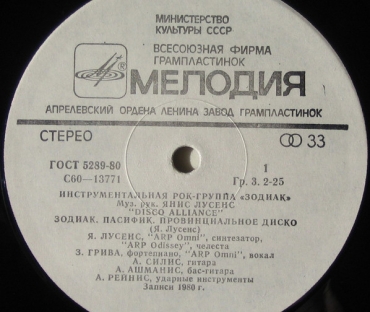 МИНИСТЕРСТВО
КУЛЬТУРЫ СССР
ВСЕСОЮЗНАЯ ФИРМА
ГРАМПЛАСТИНОК
МЕЛОДИЯ
АПРЕЛЕВСКИЙ ОРДЕНА ЛЕНИНА ЗАВОД ГРАМПЛАСТИНОК
СТЕРЕО 33
ГОСТ 5289-80 1
С60—13771 Гр. 3. 2-25
ИНСТРУМЕНТАЛЬНАЯ РОК-ГРУППА «ЗОДИАК»
Муз. рук. ЯНИС ЛУСЕНС
"DISCO ALLIANCE"
ЗОДИАК. ПАСИФИК. ПРОВИНЦИАЛЬНОЕ ДИСКО
(Я. Лусенс)
Я. ЛУСЕНС, "ARP Omni", синтезатор,
"ARP Odissey", челеста
З. ГРИВА, фортепиано, "ARP Omni", вокал
А. СИЛИС, гитара
А. АШМАНИС, бас-гитара
А. РЕЙНИС, ударные инструменты
Записи 1980 г.